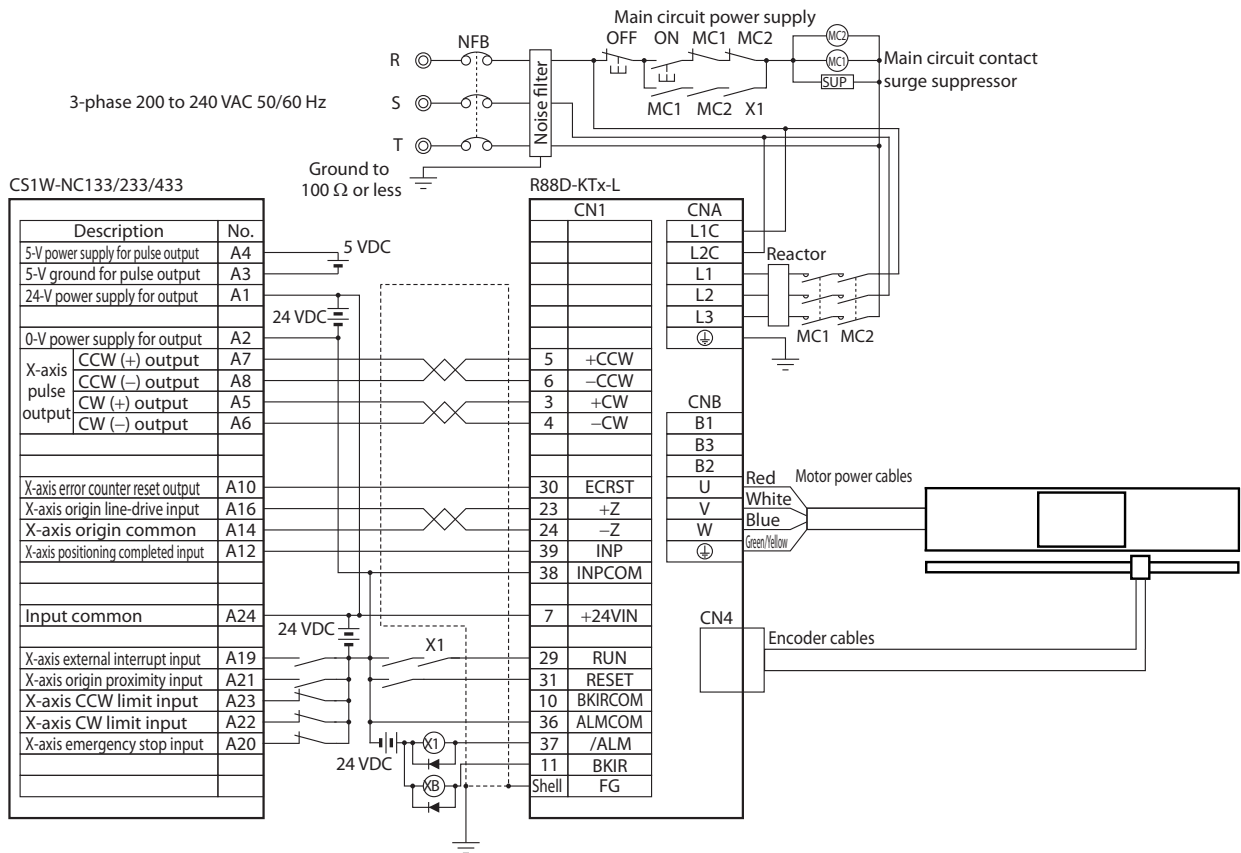 Main circuit power supply
OFF ON MC1 MC2
MC2
NFB
R
MC1
Main circuit contact
surge suppressor
SUP
3-phase 200 to 240 VAC 50/60 Hz
S
Noise filter
MC1 MC2 X1
T
Ground to
100 Ω or less
CS1W-NC133/233/433
R88D-KTx-L
Description No.
5-V power supply for pulse output A4
5-V ground for pulse output A3
24-V power supply for output A1
0-V power supply for output A2
X-axis
pulse
output
CCW (+) output A7
CCW (−) output A8
CW (+) output A5
CW (−) output A6
X-axis error counter reset output A10
X-axis origin line-drive input A16
X-axis origin common A14
X-axis positioning completed input A12
Input common A24
X-axis external interrupt input A19
X-axis origin proximity input A21
X-axis CCW limit input A23
X-axis CW limit input A22
X-axis emergency stop input A20
5 VDC
24 VDC
24 VDC
X1
24 VDC
X1
XB
CN1
5 +CCW
6 −CCW
3 +CW
4 −CW
30 ECRST
23 +Z
24 −Z
39 INP
38 INPCOM
7 +24VIN
29 RUN
31 RESET
10 BKIRCOM
36 ALMCOM
37 /ALM
11 BKIR
Shell FG
CNA
L1C
L2C
L1
L2
L3
Reactor
MC1 MC2
CNB
B1
B3
B2
U
V
W
Red
White
Blue
Green/Yellow
Motor power cables
CN4
Encoder cables